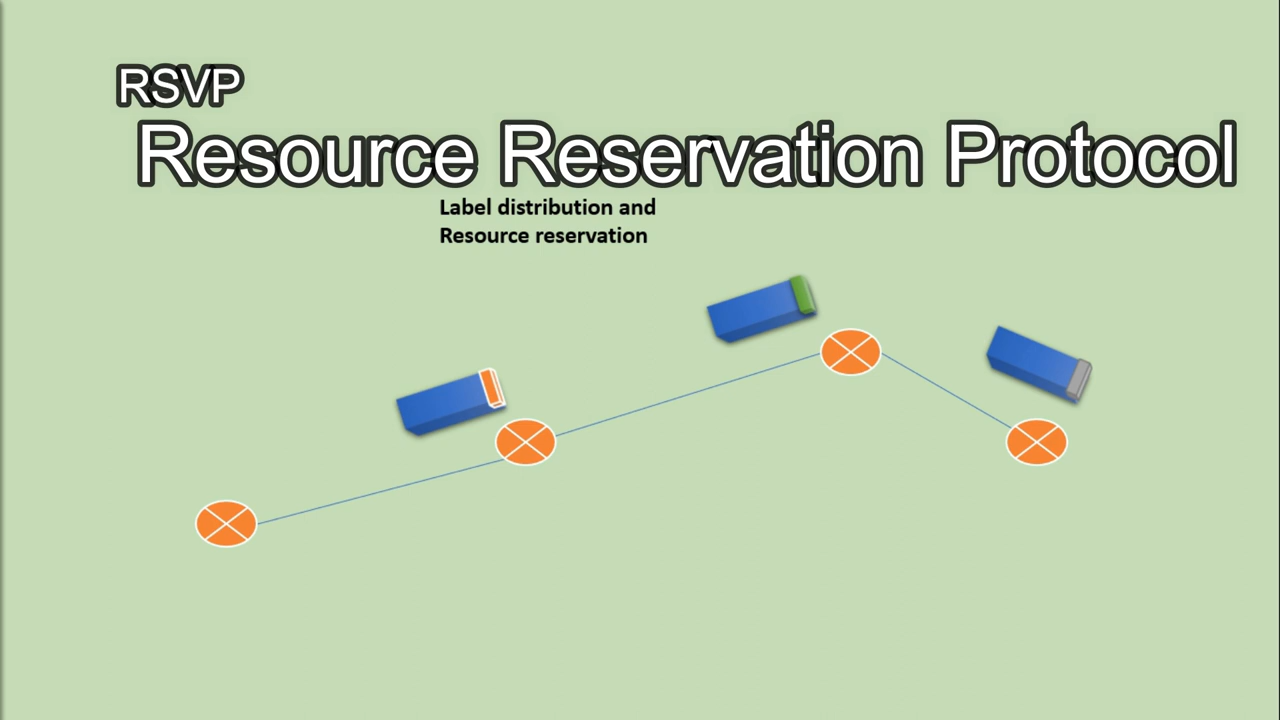 RSVP
Resource Reservation Protocol
Label distribution and
Resource reservation